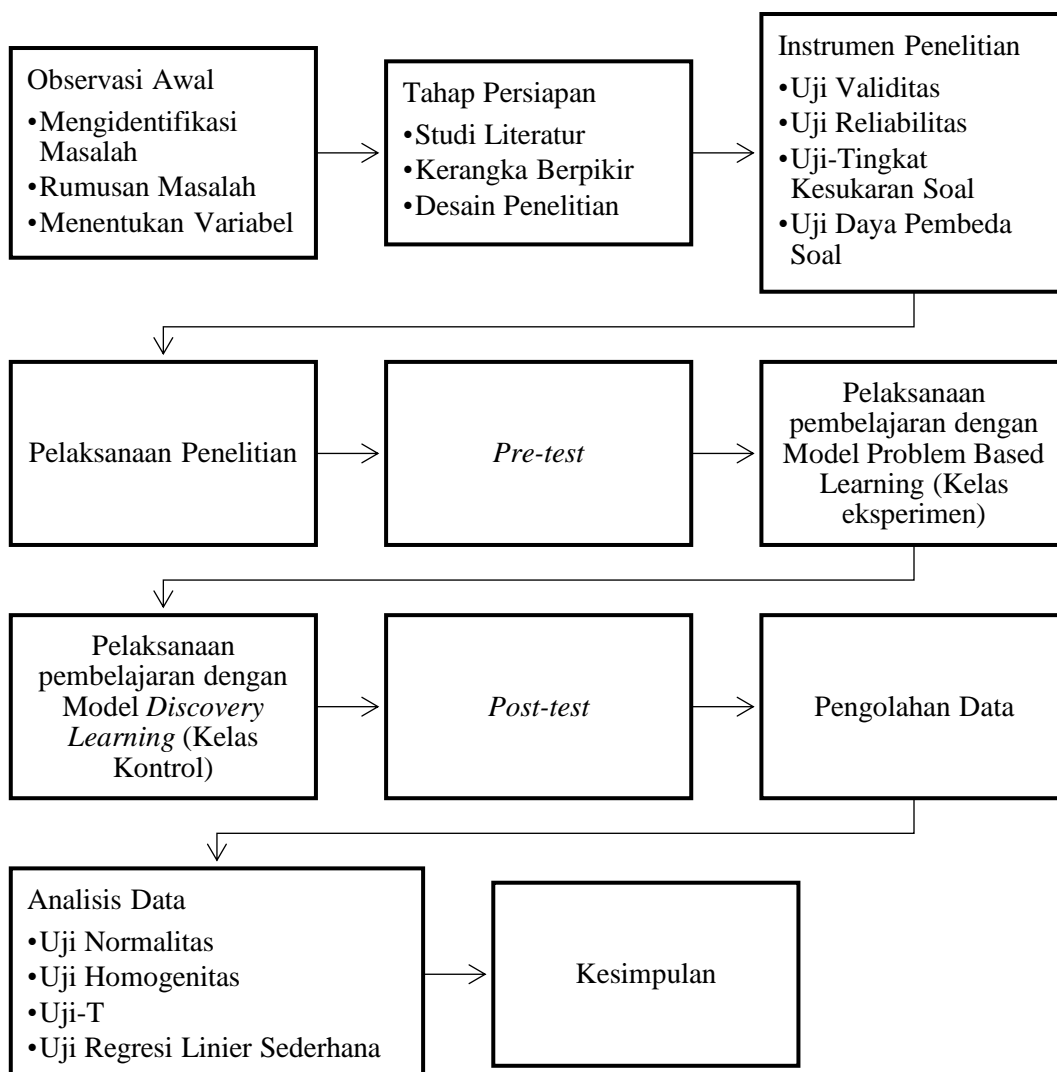 Observasi Awal
•Mengidentifikasi
Masalah
•Rumusan Masalah
•Menentukan Variabel
Tahap Persiapan
•Studi Literatur
•Kerangka Berpikir
•Desain Penelitian
Instrumen Penelitian
•Uji Validitas
•Uji Reliabilitas
•Uji-Tingkat
Kesukaran Soal
•Uji Daya Pembeda
Soal
Pelaksanaan Penelitian
Pre-test
Pelaksanaan
pembelajaran dengan
Model Problem Based
Learning (Kelas
eksperimen)
Pelaksanaan
pembelajaran dengan
Model Discovery
Learning (Kelas
Kontrol)
Post-test
Pengolahan Data
Analisis Data
•Uji Normalitas
•Uji Homogenitas
•Uji-T
•Uji Regresi Linier Sederhana
Kesimpulan